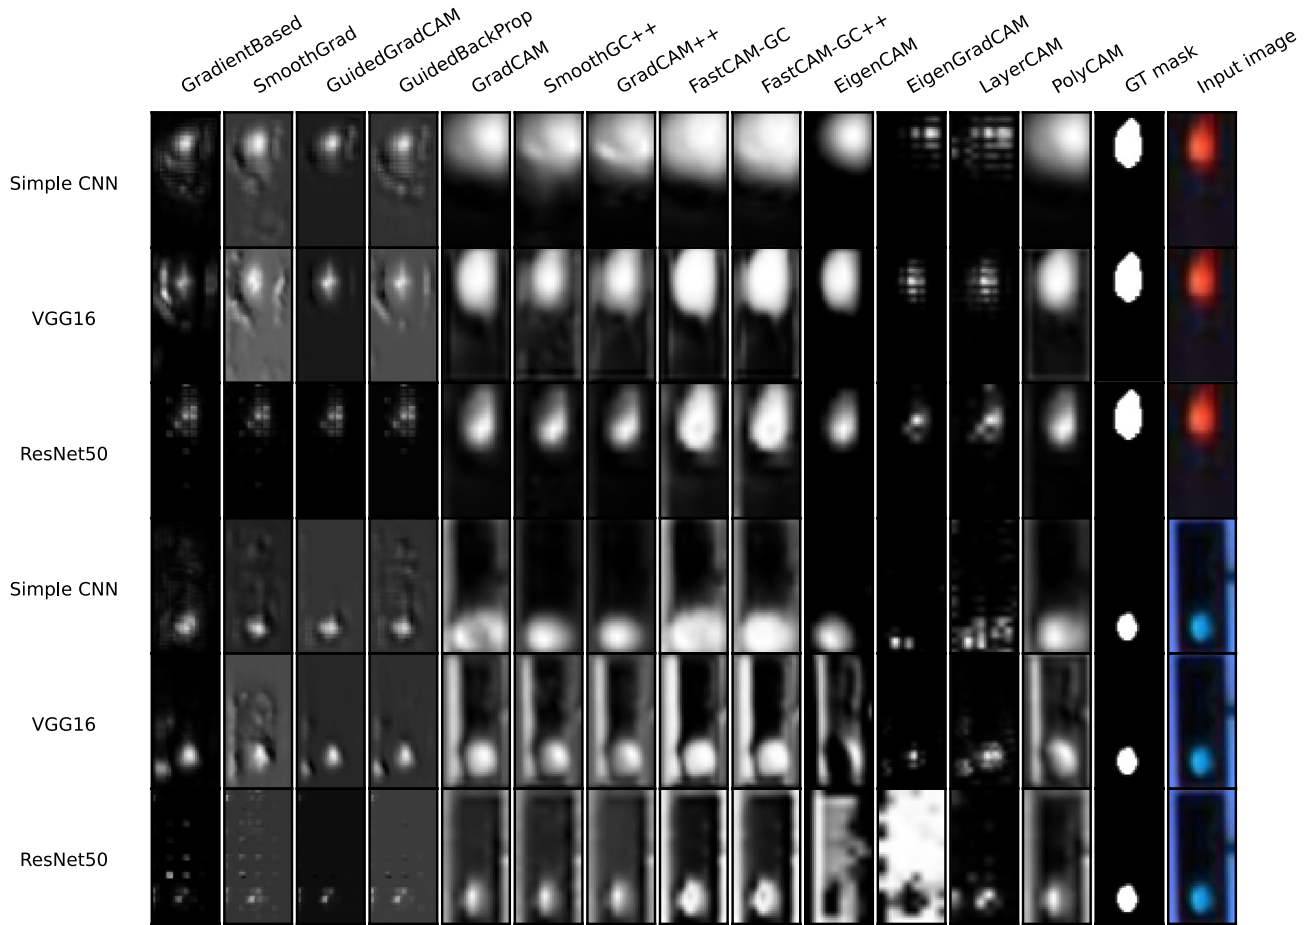 GradientBased
SmoothGrad
GuidedGradCAM
GuidedBackProp
GradCAM
SmoothGC++
GradCAM++
FastCAM-GC
FastCAM-GC++
EigenCAM
EigenGradCAM
LayerCAM
PolyCAM
GT mask
Input image
Simple CNN
VGG16
ResNet50
Simple CNN
VGG16
ResNet50